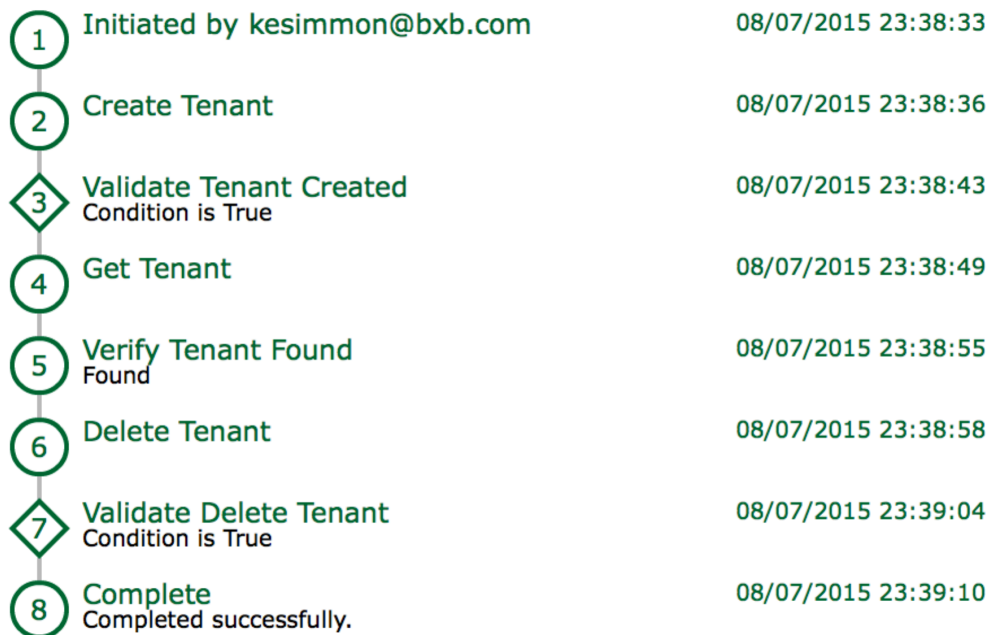 1 Initiated by kesimmon@bxb.com 08/07/2015 23:38:33
2 Create Tenant 08/07/2015 23:38:36
3 Validate Tenant Created 08/07/2015 23:38:43
Condition is True
4 Get Tenant 08/07/2015 23:38:49
5 Verify Tenant Found 08/07/2015 23:38:55
Found
6 Delete Tenant 08/07/2015 23:38:58
7 Validate Delete Tenant 08/07/2015 23:39:04
Condition is True
8 Complete 08/07/2015 23:39:10
Completed successfully.